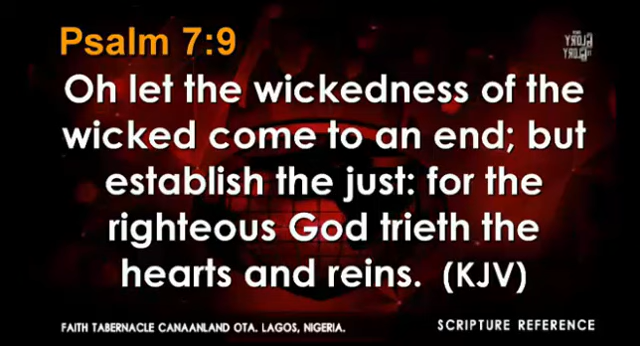 Psalm 7:9
Oh let the wickedness of the
wicked come to an end; but
establish the just: for the
righteous God trieth the
hearts and reins. (KJV)
FAITH TABERNACLE CANAANLAND OTA. LAGOS, NIGERIA.
SCRIPTURE REFERENCE